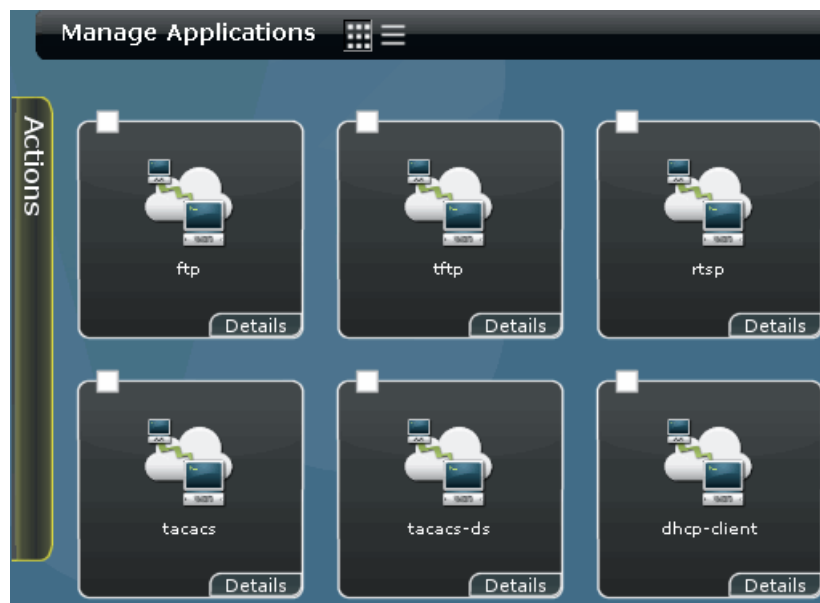 Manage Applications
Actions
ftp
tftp
rtsp
Details
Details
Details
tacacs
tacacs-ds
dhcp-client
Details
Details
Details